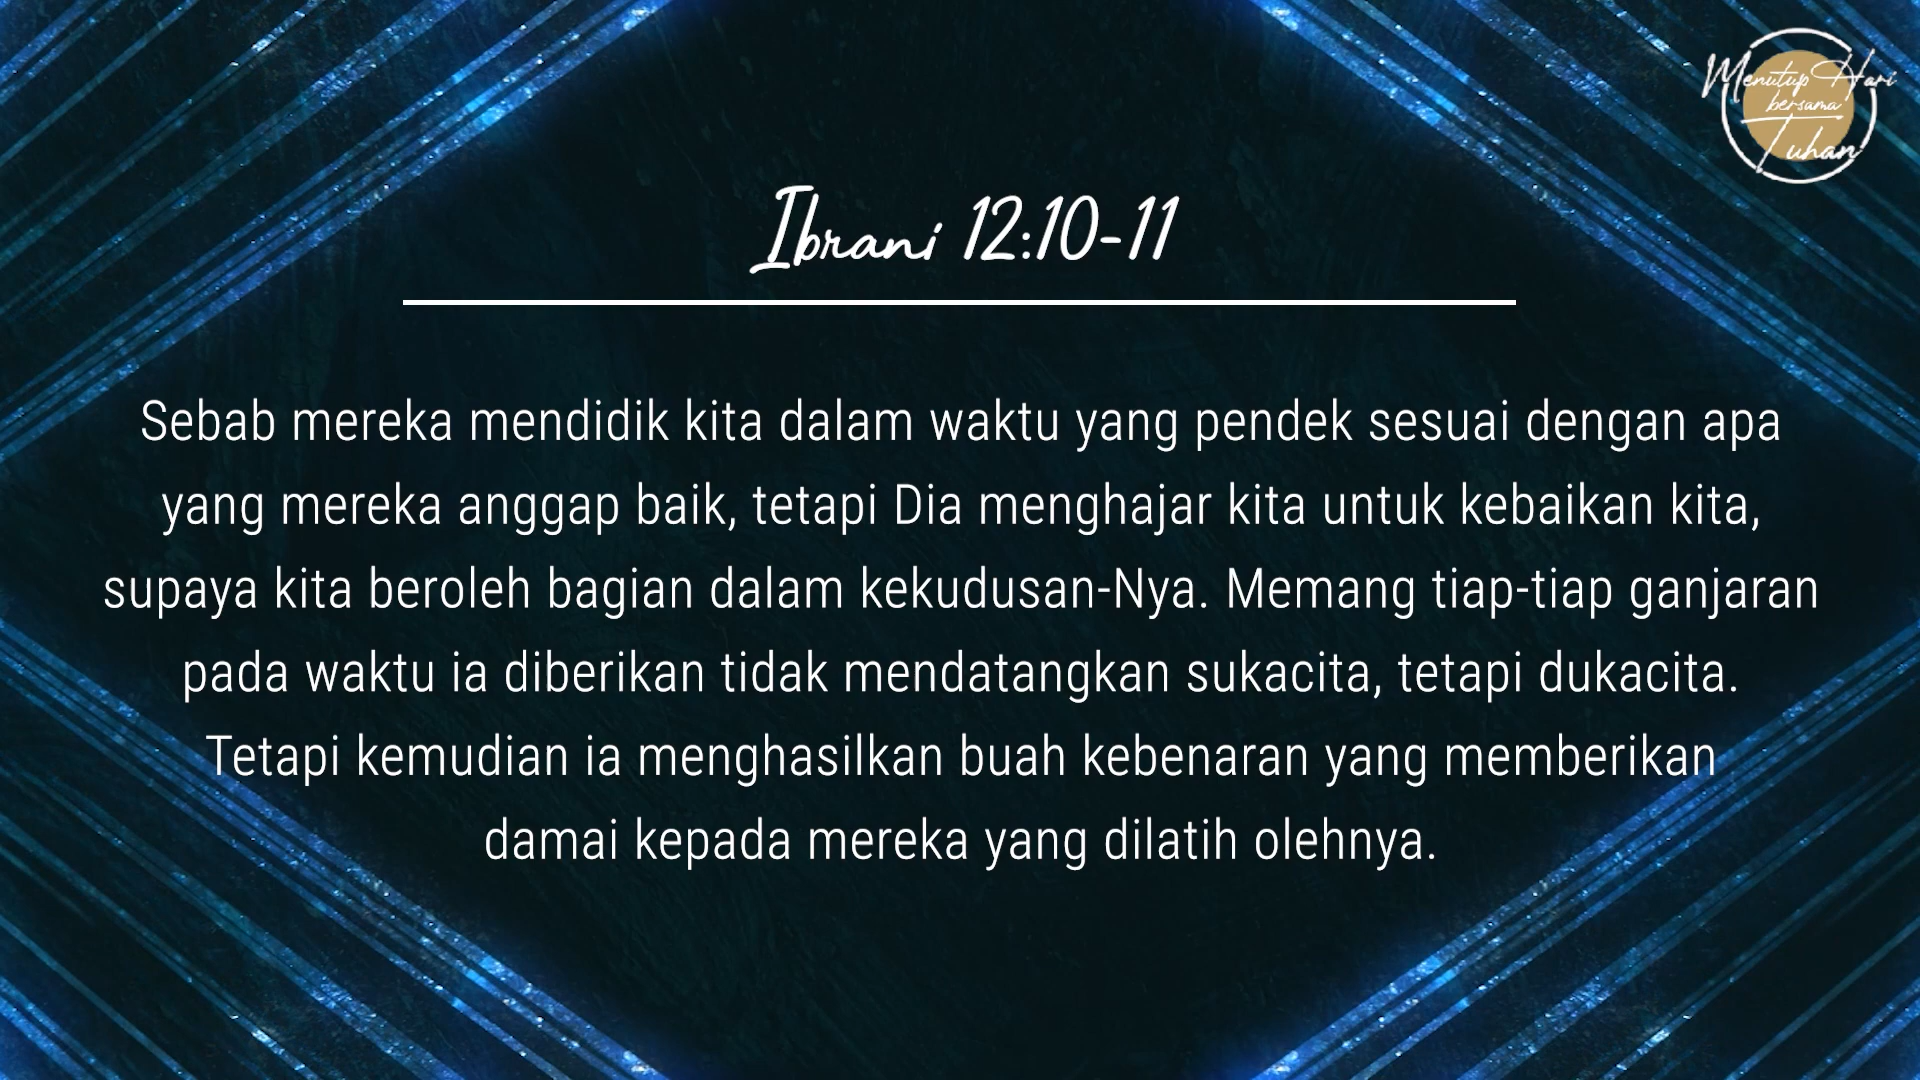 Menutup Hari
bersama
Tuhan
Ibrani 12:10-11
Sebab mereka mendidik kita dalam waktu yang pendek sesuai dengan apa
yang mereka anggap baik, tetapi Dia menghajar kita untuk kebaikan kita,
supaya kita beroleh bagian dalam kekudusan-Nya. Memang tiap-tiap ganjaran
pada waktu ia diberikan tidak mendatangkan sukacita, tetapi dukacita.
Tetapi kemudian ia menghasilkan buah kebenaran yang memberikan
damai kepada mereka yang dilatih olehnya.